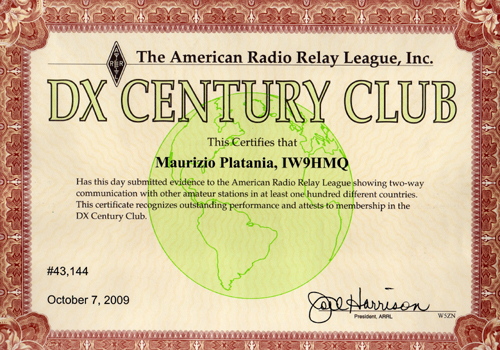 The American Radio Relay League, Inc.
DX CENTURY CLUB
This Certifies that
Maurizio Platania, IW9HMQ
Has this day submitted evidence to the American Radio Relay League showing two-way
communication with other amateur stations in at least one hundred different countries.
This certificate recognizes outstanding performance and attests to membership in the
DX Century Club.
#43,144
October 7, 2009
Joel Harrison
President, ARRL
W5ZN